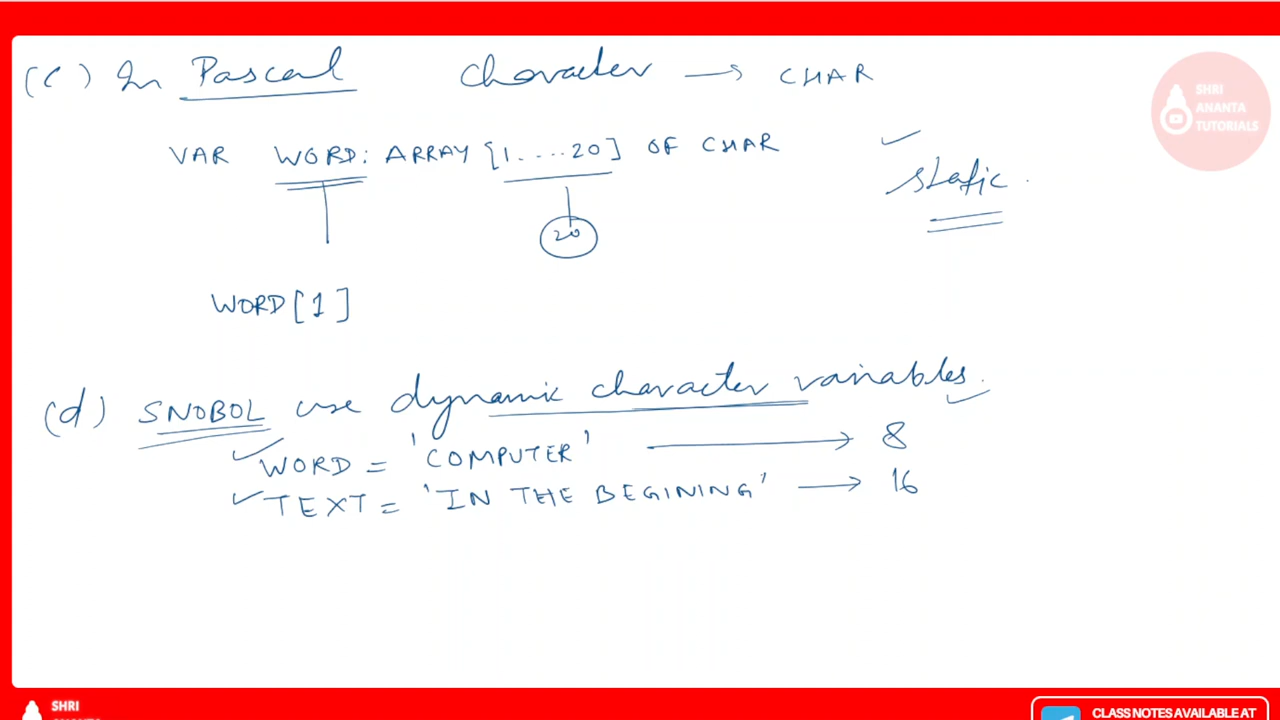 (c) In Pascal Character → CHAR
SHRI
ANANTA
TUTORIALS
VAR WORD: ARRAY [1....20] OF CHAR
static.
20
WORD[1]
(d) SNOBOL use dynamic character variables.
WORD = 'COMPUTER' → 8
TEXT = 'IN THE BEGINING' → 16
SHRI
CLASS NOTES AVAILABLE AT